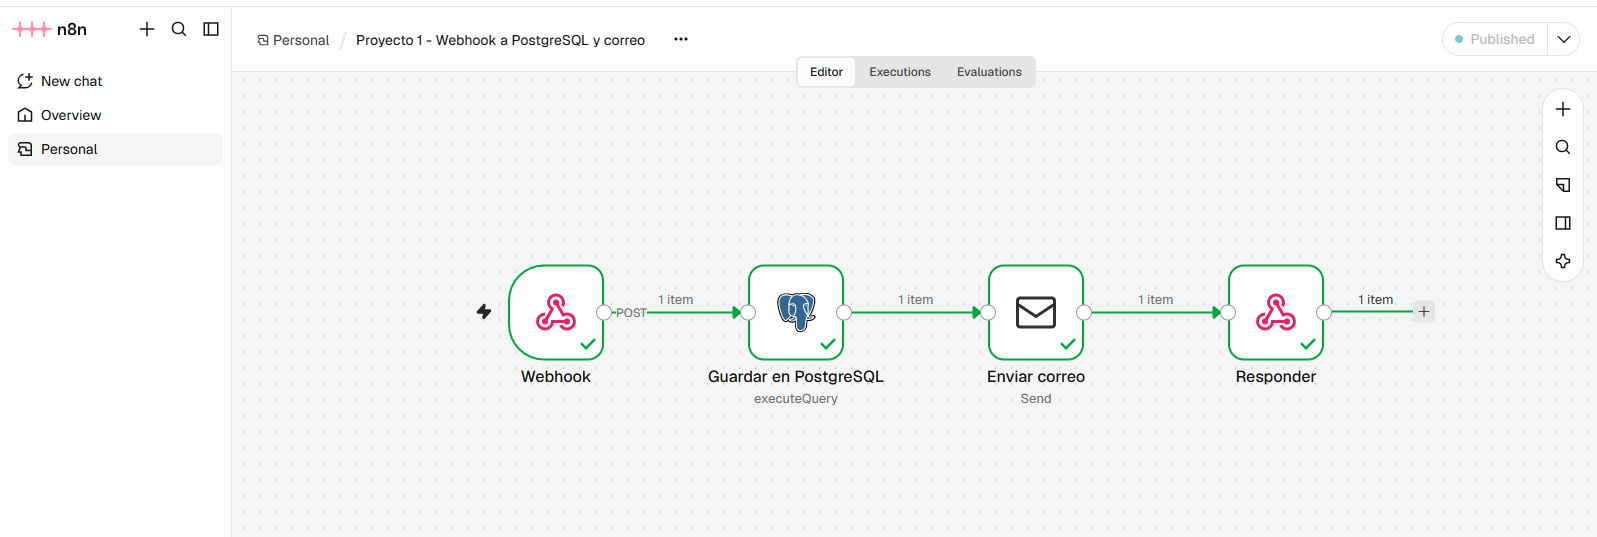 n8n
New chat
Overview
Personal
Personal / Proyecto 1 - Webhook a PostgreSQL y correo
Published
Editor Executions Evaluations
POST 1 item 1 item 1 item 1 item
Webhook Guardar en PostgreSQL Enviar correo Responder
executeQuery Send